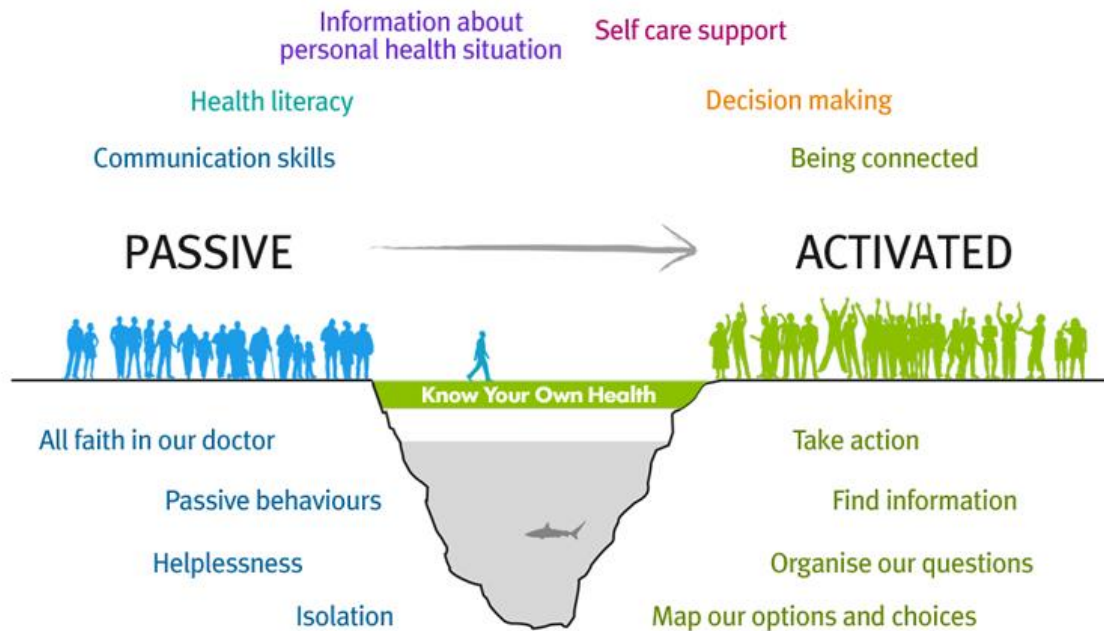 Information about
personal health situation
Self care support
Health literacy
Decision making
Communication skills
Being connected
PASSIVE
ACTIVATED
Know Your Own Health
All faith in our doctor
Take action
Passive behaviours
Find information
Helplessness
Organise our questions
Isolation
Map our options and choices